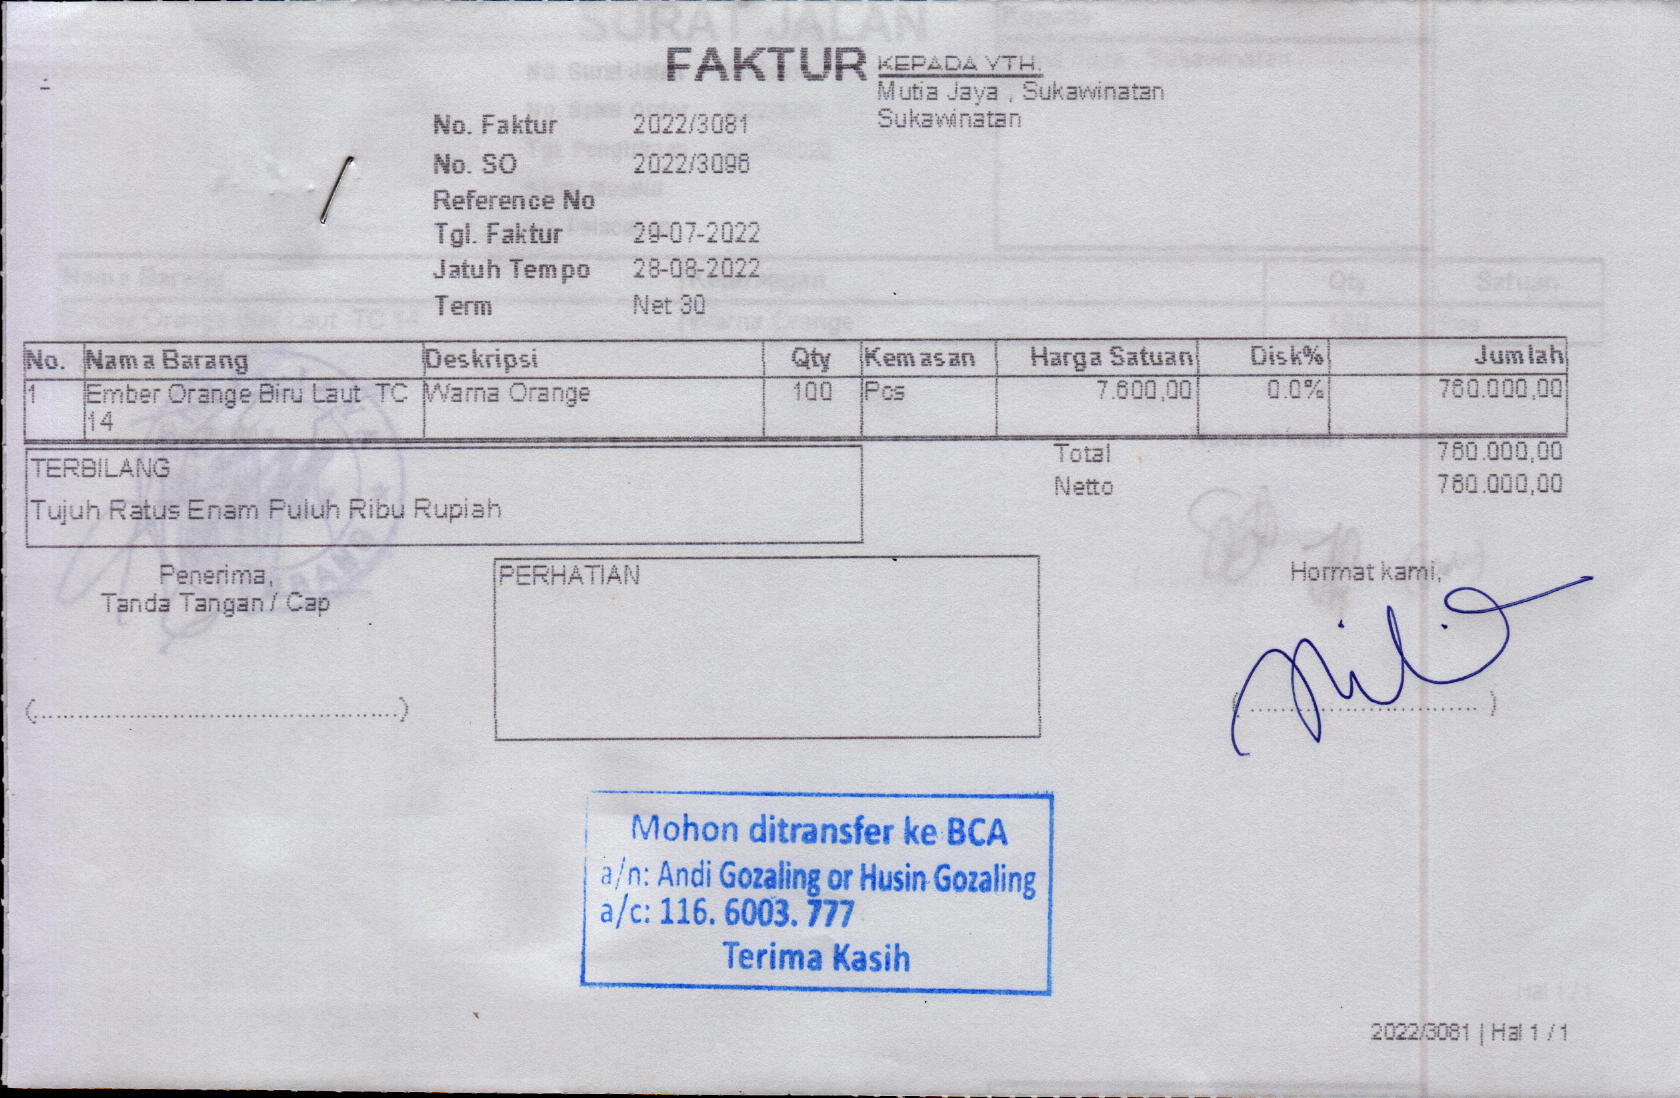 FAKTUR
KEPADA YTH.
Mutia Jaya , Sukawinatan
Sukawinatan
No. Faktur 2022/3081
No. SO 2022/3096
Reference No
Tgl. Faktur 29-07-2022
Jatuh Tempo 28-08-2022
Term Net 30
No. Nama Barang Deskripsi Qty Kemasan Harga Satuan Disk% Jumlah
1 Ember Orange Biru Laut TC 14 Warna Orange 100 Pcs 7.600,00 0.0% 760.000,00
Total 760.000,00
Netto 760.000,00
TERBILANG
Tujuh Ratus Enam Puluh Ribu Rupiah
Penerima,
Tanda Tangan / Cap
PERHATIAN
Hormat kami,
Mohon ditransfer ke BCA
a/n: Andi Gozaling or Husin Gozaling
a/c: 116. 6003. 777
Terima Kasih
2022/3081 | Hal 1 / 1